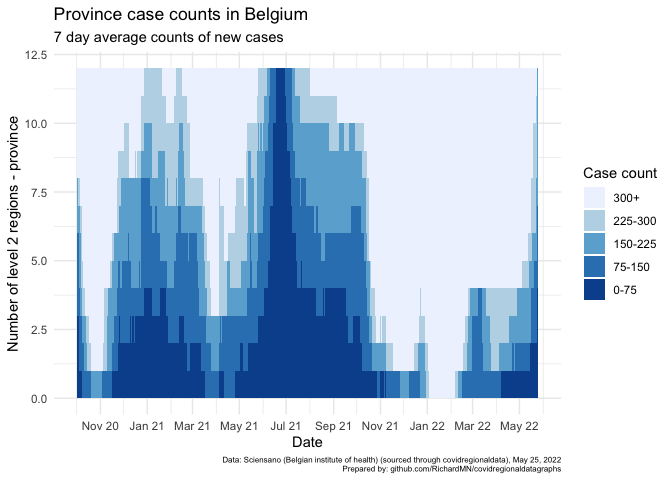 Province case counts in Belgium
7 day average counts of new cases
12.5
10.0
7.5
5.0
2.5
0.0
Number of level 2 regions - province
Nov 20 Jan 21 Mar 21 May 21 Jul 21 Sep 21 Nov 21 Jan 22 Mar 22 May 22
Date
Case count
300+
225-300
150-225
75-150
0-75
Data: Sciensano (Belgian institute of health) (sourced through covidregionaldata), May 25, 2022
Prepared by: github.com/RichardMN/covidregionaldatagraphs